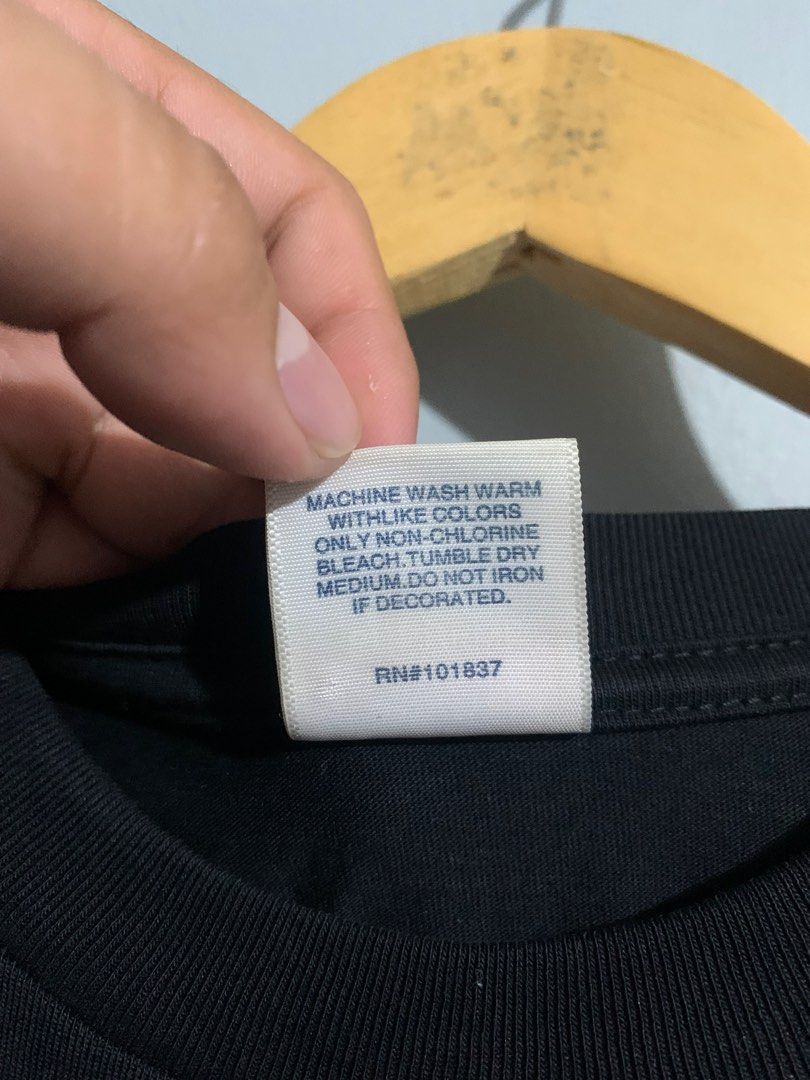 MACHINE WASH WARM
WITHLIKE COLORS
ONLY NON-CHLORINE
BLEACH.TUMBLE DRY
MEDIUM.DO NOT IRON
IF DECORATED.
RN#101837